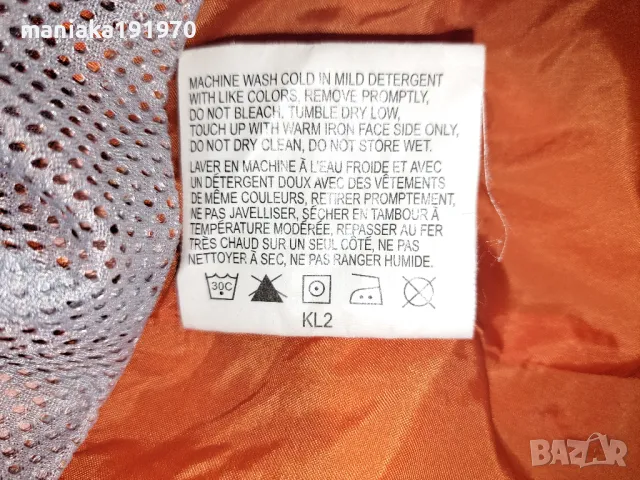 maniaka191970
MACHINE WASH COLD IN MILD DETERGENT
WITH LIKE COLORS, REMOVE PROMPTLY,
DO NOT BLEACH, TUMBLE DRY LOW,
TOUCH UP WITH WARM IRON FACE SIDE ONLY,
DO NOT DRY CLEAN, DO NOT STORE WET.
LAVER EN MACHINE À L'EAU FROIDE ET AVEC
UN DÉTERGENT DOUX AVEC DES VÊTEMENTS
DE MÊME COULEURS, RETIRER PROMPTEMENT,
NE PAS JAVELLISER, SÉCHER EN TAMBOUR À
TEMPÉRATURE MODÉRÉE, REPASSER AU FER
TRÈS CHAUD SUR UN SEUL CÔTÉ, NE PAS
NETTOYER À SEC, NE PAS RANGER HUMIDE.
30C
KL2
BAZAR